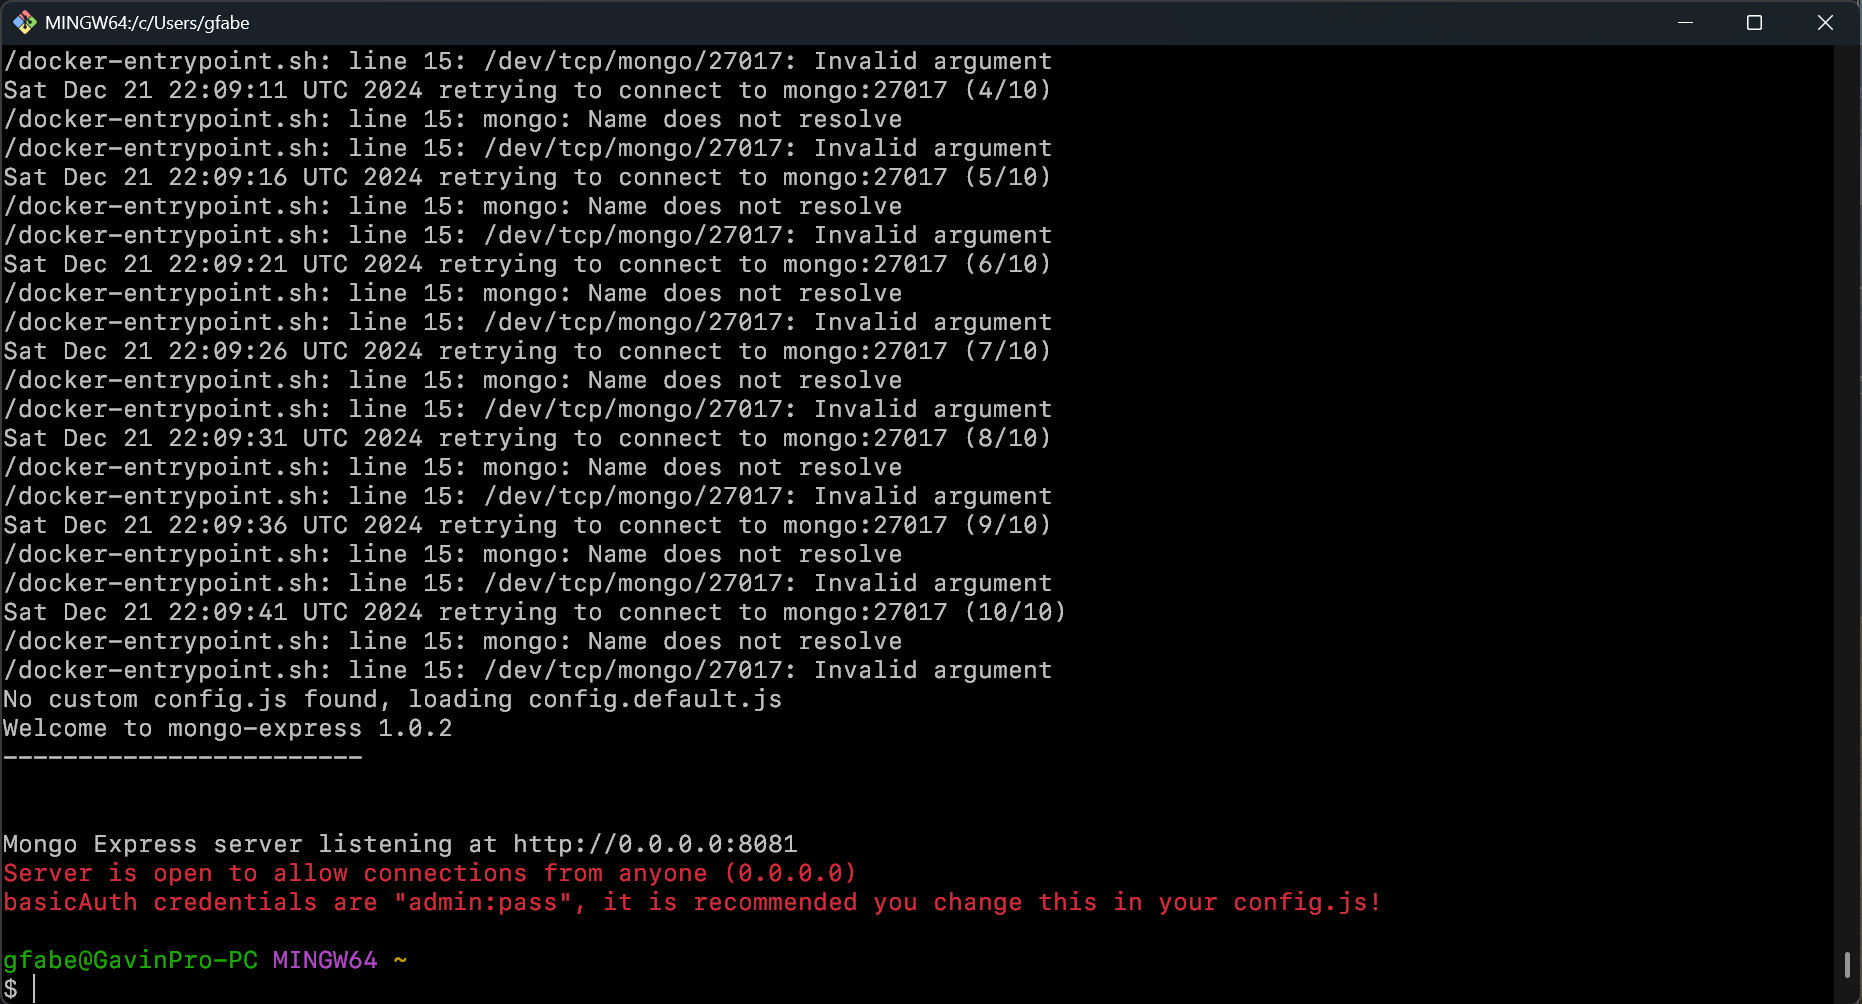 MINGW64:/c/Users/gfabe
/docker-entrypoint.sh: line 15: /dev/tcp/mongo/27017: Invalid argument
Sat Dec 21 22:09:11 UTC 2024 retrying to connect to mongo:27017 (4/10)
/docker-entrypoint.sh: line 15: mongo: Name does not resolve
/docker-entrypoint.sh: line 15: /dev/tcp/mongo/27017: Invalid argument
Sat Dec 21 22:09:16 UTC 2024 retrying to connect to mongo:27017 (5/10)
/docker-entrypoint.sh: line 15: mongo: Name does not resolve
/docker-entrypoint.sh: line 15: /dev/tcp/mongo/27017: Invalid argument
Sat Dec 21 22:09:21 UTC 2024 retrying to connect to mongo:27017 (6/10)
/docker-entrypoint.sh: line 15: mongo: Name does not resolve
/docker-entrypoint.sh: line 15: /dev/tcp/mongo/27017: Invalid argument
Sat Dec 21 22:09:26 UTC 2024 retrying to connect to mongo:27017 (7/10)
/docker-entrypoint.sh: line 15: mongo: Name does not resolve
/docker-entrypoint.sh: line 15: /dev/tcp/mongo/27017: Invalid argument
Sat Dec 21 22:09:31 UTC 2024 retrying to connect to mongo:27017 (8/10)
/docker-entrypoint.sh: line 15: mongo: Name does not resolve
/docker-entrypoint.sh: line 15: /dev/tcp/mongo/27017: Invalid argument
Sat Dec 21 22:09:36 UTC 2024 retrying to connect to mongo:27017 (9/10)
/docker-entrypoint.sh: line 15: mongo: Name does not resolve
/docker-entrypoint.sh: line 15: /dev/tcp/mongo/27017: Invalid argument
Sat Dec 21 22:09:41 UTC 2024 retrying to connect to mongo:27017 (10/10)
/docker-entrypoint.sh: line 15: mongo: Name does not resolve
/docker-entrypoint.sh: line 15: /dev/tcp/mongo/27017: Invalid argument
No custom config.js found, loading config.default.js
Welcome to mongo-express 1.0.2
------------------------
Mongo Express server listening at http://0.0.0.0:8081
Server is open to allow connections from anyone (0.0.0.0)
basicAuth credentials are "admin:pass", it is recommended you change this in your config.js!
gfabe@GavinPro-PC MINGW64 ~
$